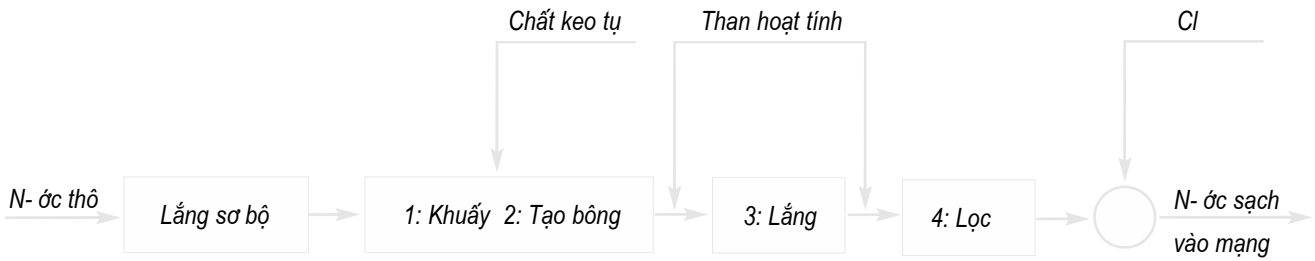 Chất keo tụ
Than hoạt tính
Cl
N- ớc thô
Lắng sơ bộ
1: Khuấy 2: Tạo bông
3: Lắng
4: Lọc
N- ớc sạch
vào mạng